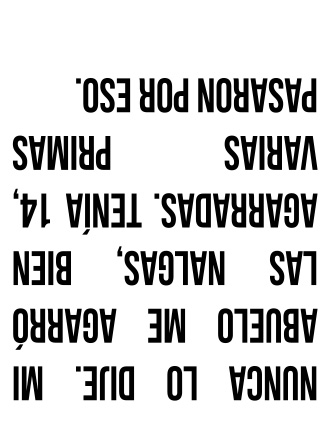 NUNCA LO DIJE. MI
ABUELO ME AGARRÓ
LAS NALGAS, BIEN
AGARRADAS. TENÍA 14,
VARIAS PRIMAS
PASARON POR ESO.